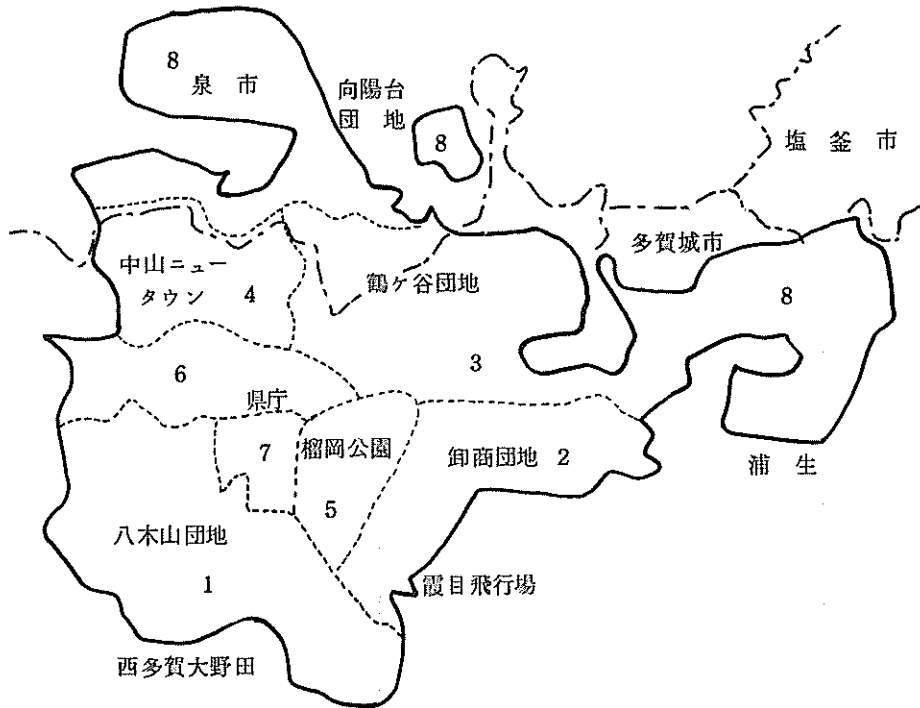 8
泉市
向陽台
団地
8
塩釜市
多賀城市
中山ニュー
タウン 4
鶴ケ谷団地
8
6
3
県庁
7
榴岡公園
卸商団地 2
浦生
5
八木山団地
霞目飛行場
1
西多賀大野田